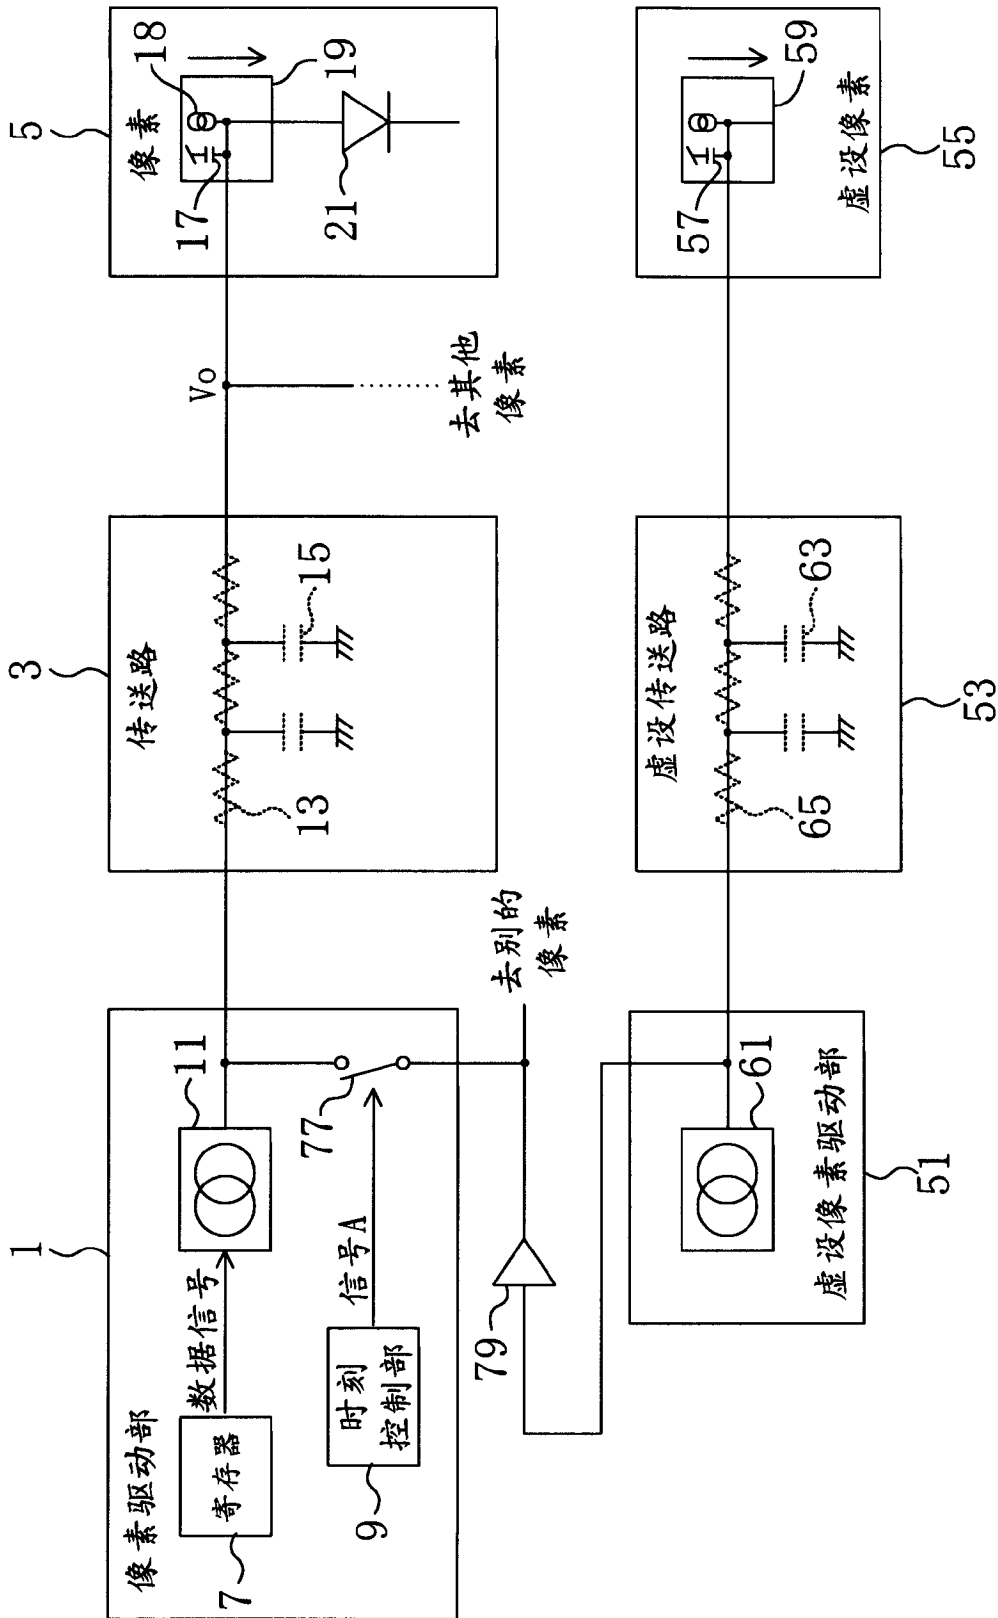 1
像素驱动部
7
寄存器
数据信号
11
9
时刻
控制部
信号A
77
79
去别的
像素
3
传送路
13
15
Vo
去其他
像素
5
像素
17
18
19
21
虚设像素驱动部
51
61
虚设传送路
65
63
53
57
59
虚设像素
55